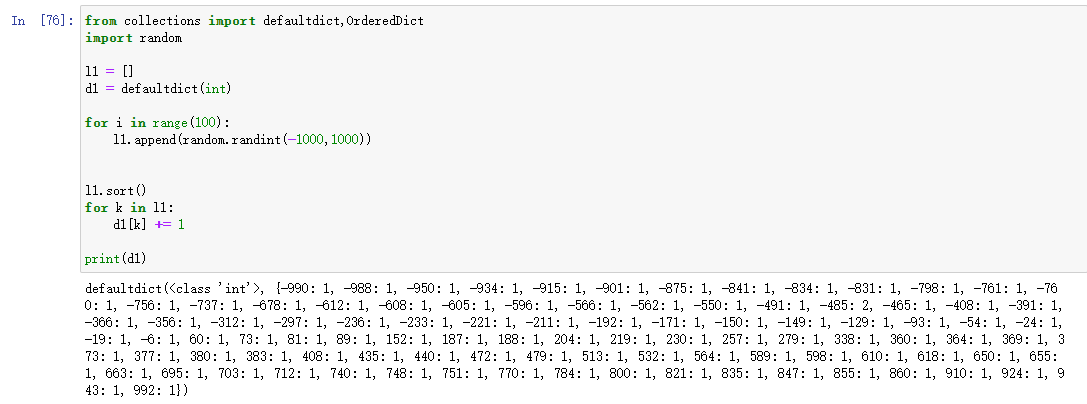 In [76]: from collections import defaultdict,OrderedDict
import random
l1 = []
d1 = defaultdict(int)
for i in range(100):
    l1.append(random.randint(-1000,1000))
l1.sort()
for k in l1:
    d1[k] += 1
print(d1)
defaultdict(<class 'int'>, {-990: 1, -988: 1, -950: 1, -934: 1, -915: 1, -901: 1, -875: 1, -841: 1, -834: 1, -831: 1, -798: 1, -761: 1, -76
0: 1, -756: 1, -737: 1, -678: 1, -612: 1, -608: 1, -605: 1, -596: 1, -566: 1, -562: 1, -550: 1, -491: 1, -485: 2, -465: 1, -408: 1, -391: 1,
-366: 1, -356: 1, -312: 1, -297: 1, -236: 1, -233: 1, -221: 1, -211: 1, -192: 1, -171: 1, -150: 1, -149: 1, -129: 1, -93: 1, -54: 1, -24: 1,
-19: 1, -6: 1, 60: 1, 73: 1, 81: 1, 89: 1, 152: 1, 187: 1, 188: 1, 204: 1, 219: 1, 230: 1, 257: 1, 279: 1, 338: 1, 360: 1, 364: 1, 369: 1, 3
73: 1, 377: 1, 380: 1, 383: 1, 408: 1, 435: 1, 440: 1, 472: 1, 479: 1, 513: 1, 532: 1, 564: 1, 589: 1, 598: 1, 610: 1, 618: 1, 650: 1, 655:
1, 663: 1, 695: 1, 703: 1, 712: 1, 740: 1, 748: 1, 751: 1, 770: 1, 784: 1, 800: 1, 821: 1, 835: 1, 847: 1, 855: 1, 860: 1, 910: 1, 924: 1, 9
43: 1, 992: 1})